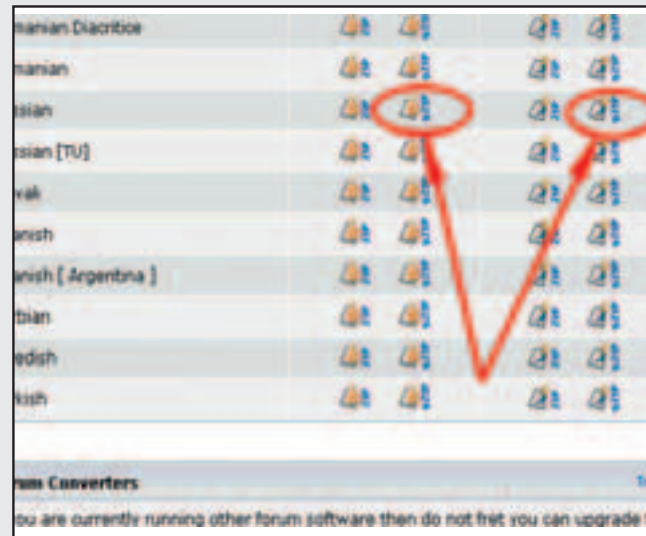 manian Diacritice
manian
ssian
ssian [TU]
vak
anish
anish [ Argentina ]
rbian
edish
kish
rum Converters
ou are currently running other forum software then do not fret you can upgrade